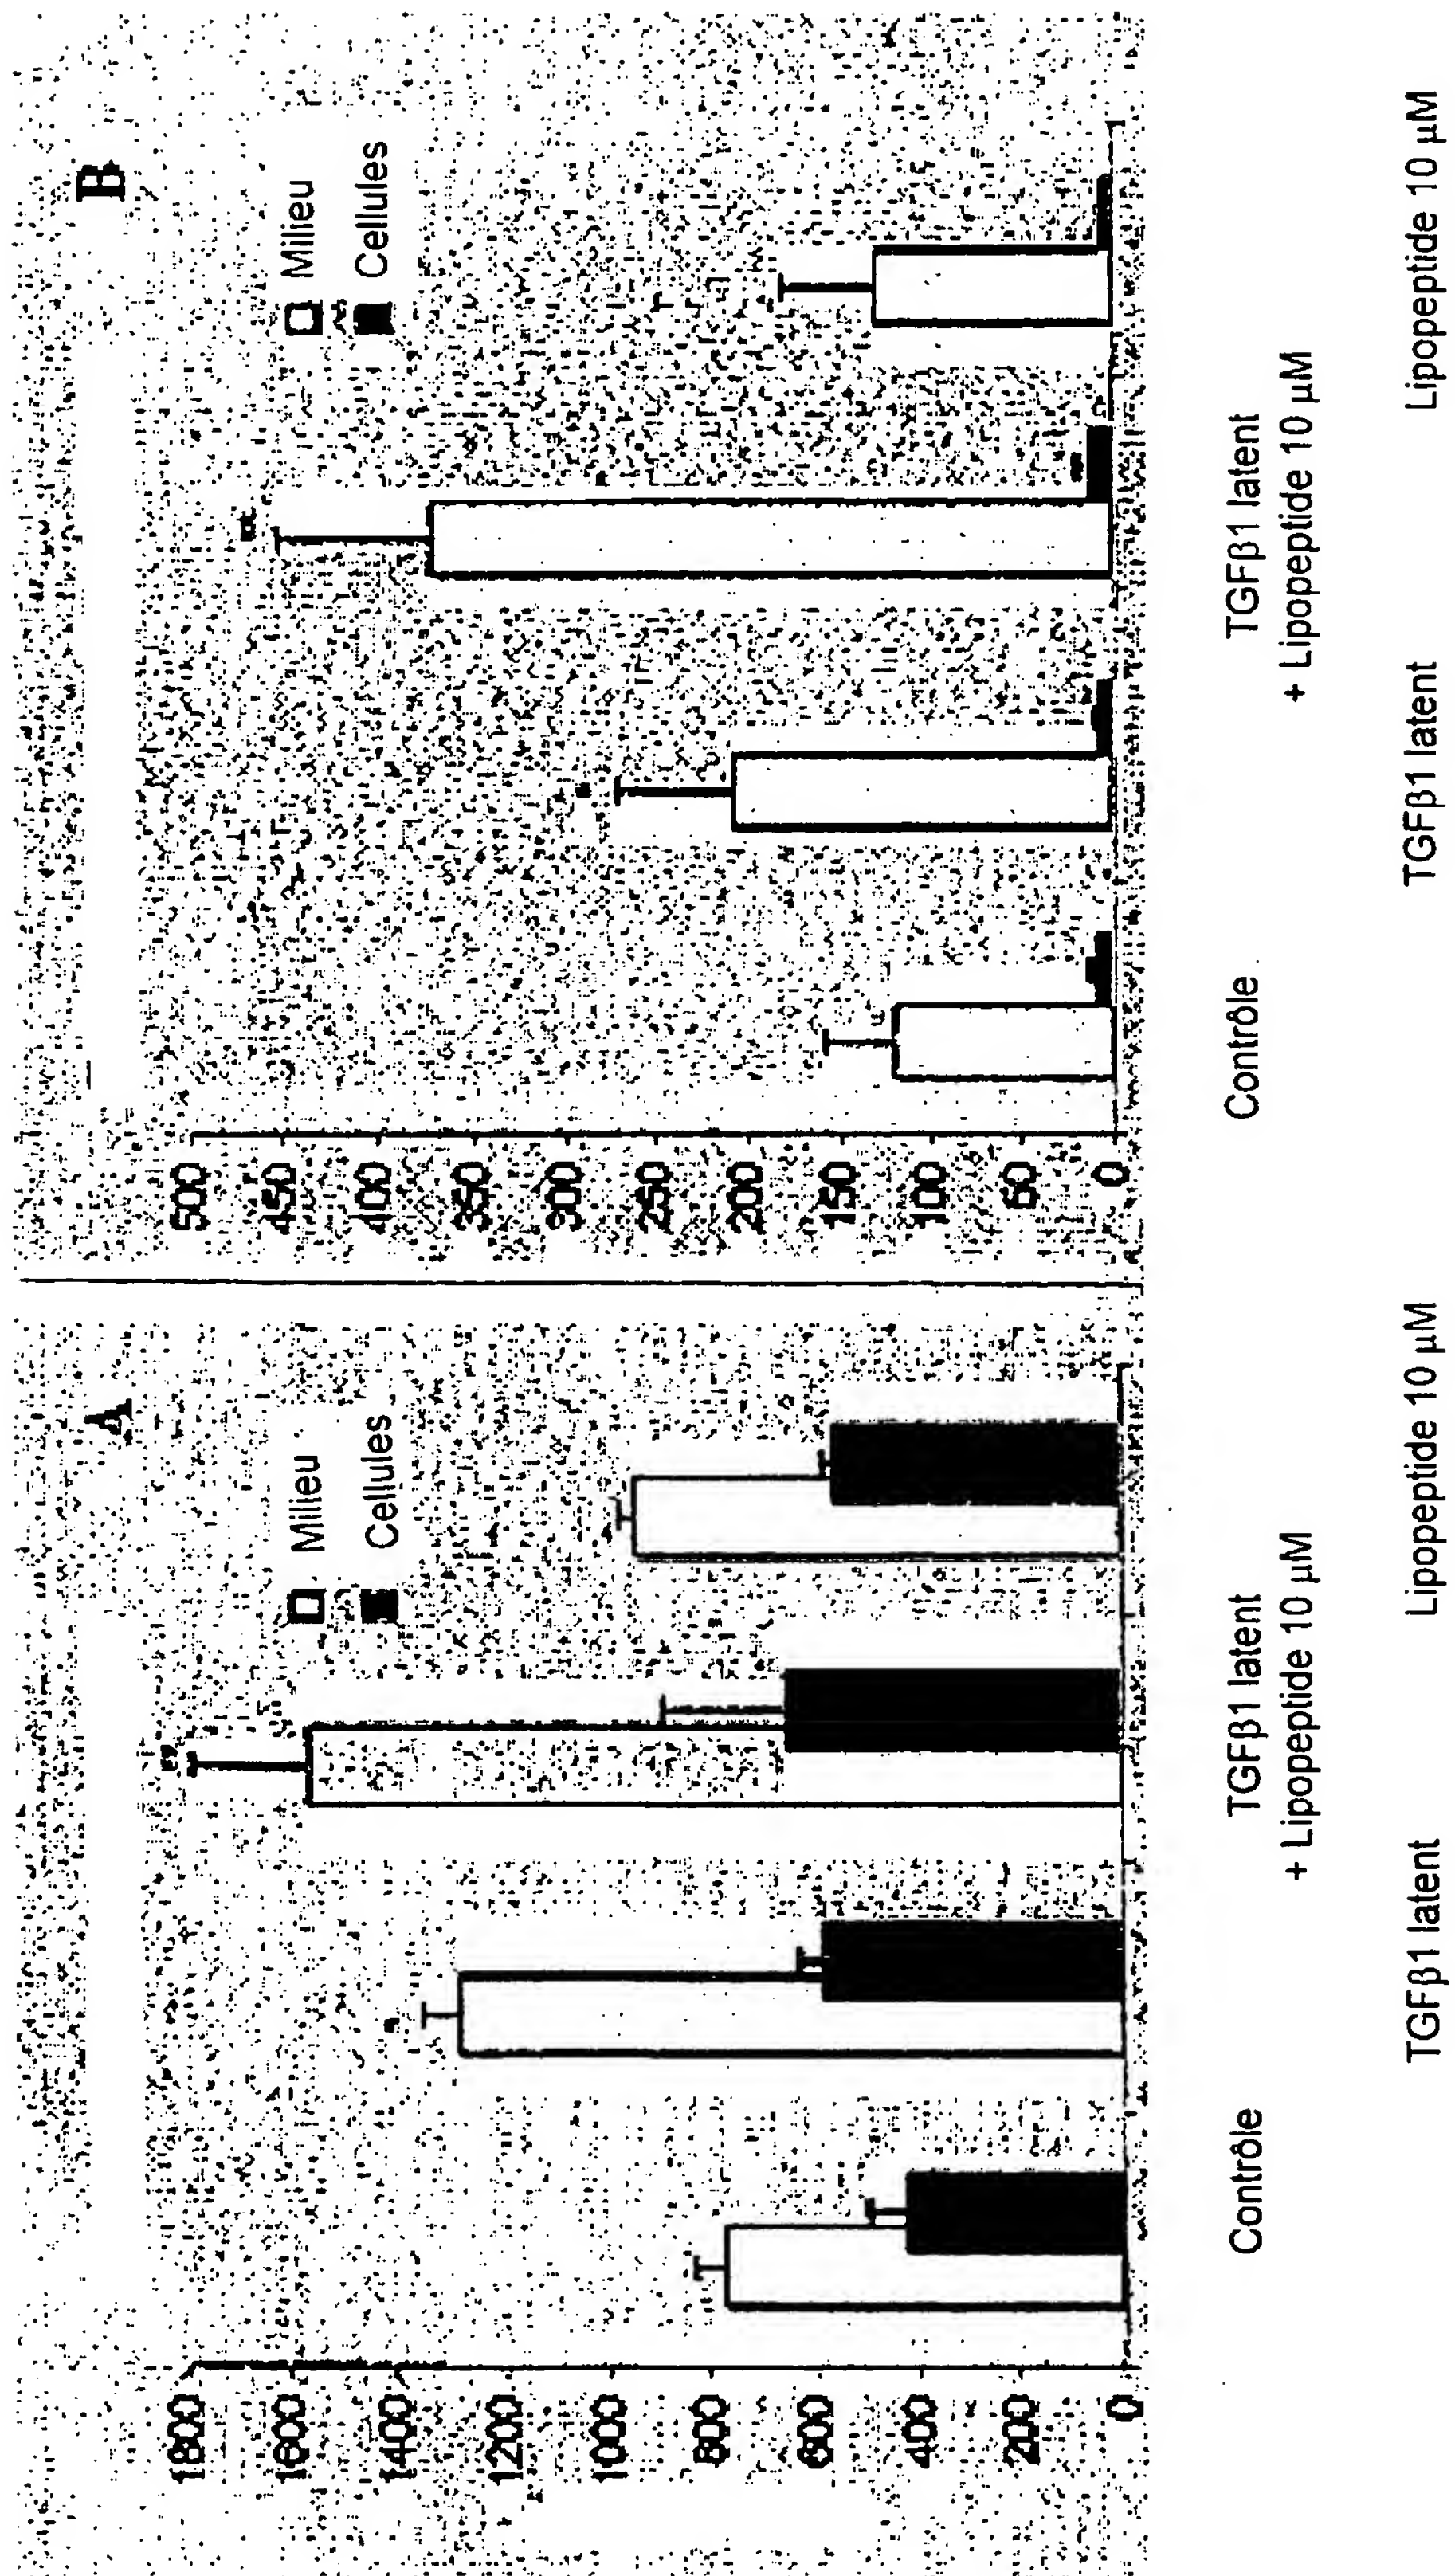 A
Milieu
Cellules
1800
1600
1400
1200
1000
800
600
400
200
0
Contrôle
TGFβ1 latent
TGFβ1 latent
+ Lipopeptide 10 µM
Lipopeptide 10 µM
B
Milieu
Cellules
500
450
400
350
300
250
200
150
100
50
0
Contrôle
TGFβ1 latent
TGFβ1 latent
+ Lipopeptide 10 µM
Lipopeptide 10 µM